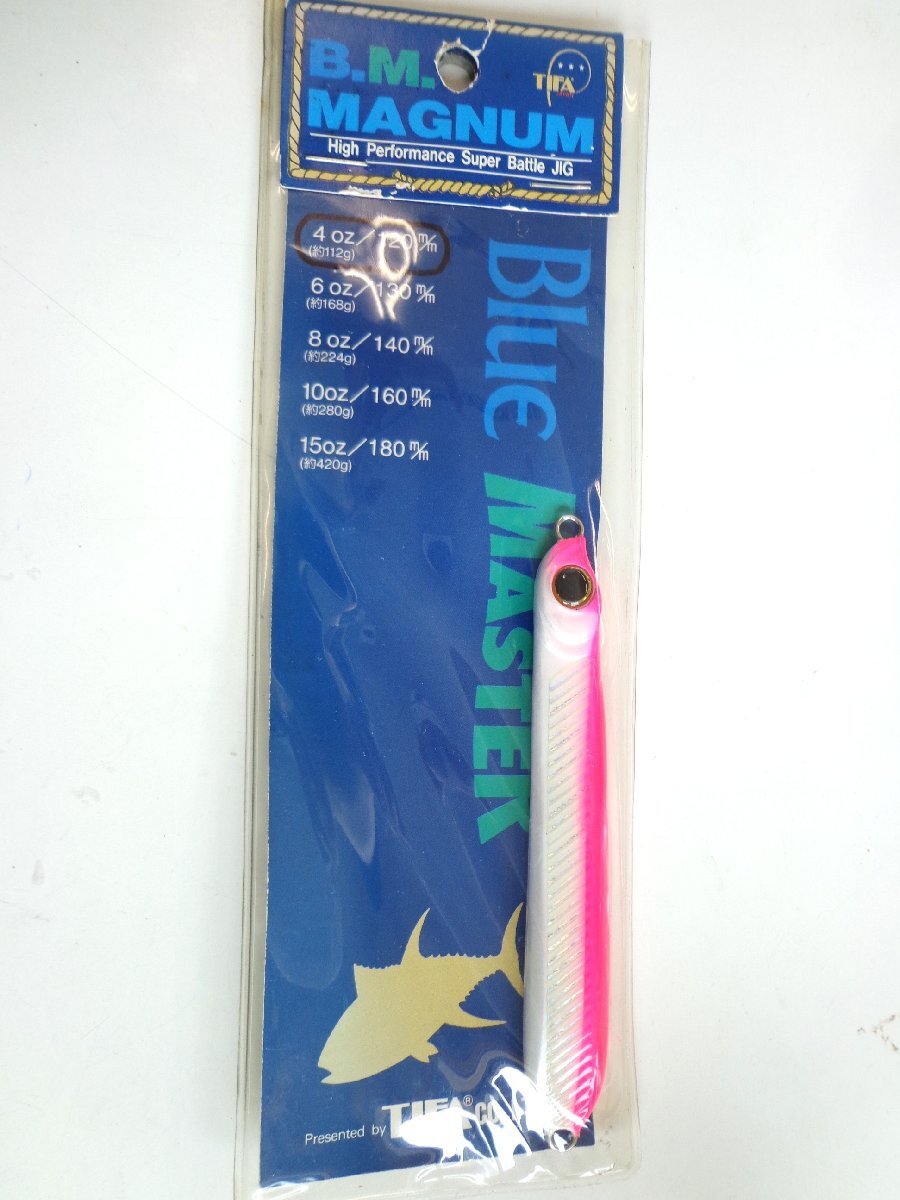 B.M.
MAGNUM
TIFA
High Performance Super Battle JIG
4 oz/120 m/m
(約112g)
6 oz/130 m/m
(約168g)
8 oz/140 m/m
(約224g)
10oz/160 m/m
(約280g)
15oz/180 m/m
(約420g)
Blue MASTER
Presented by TIFA®